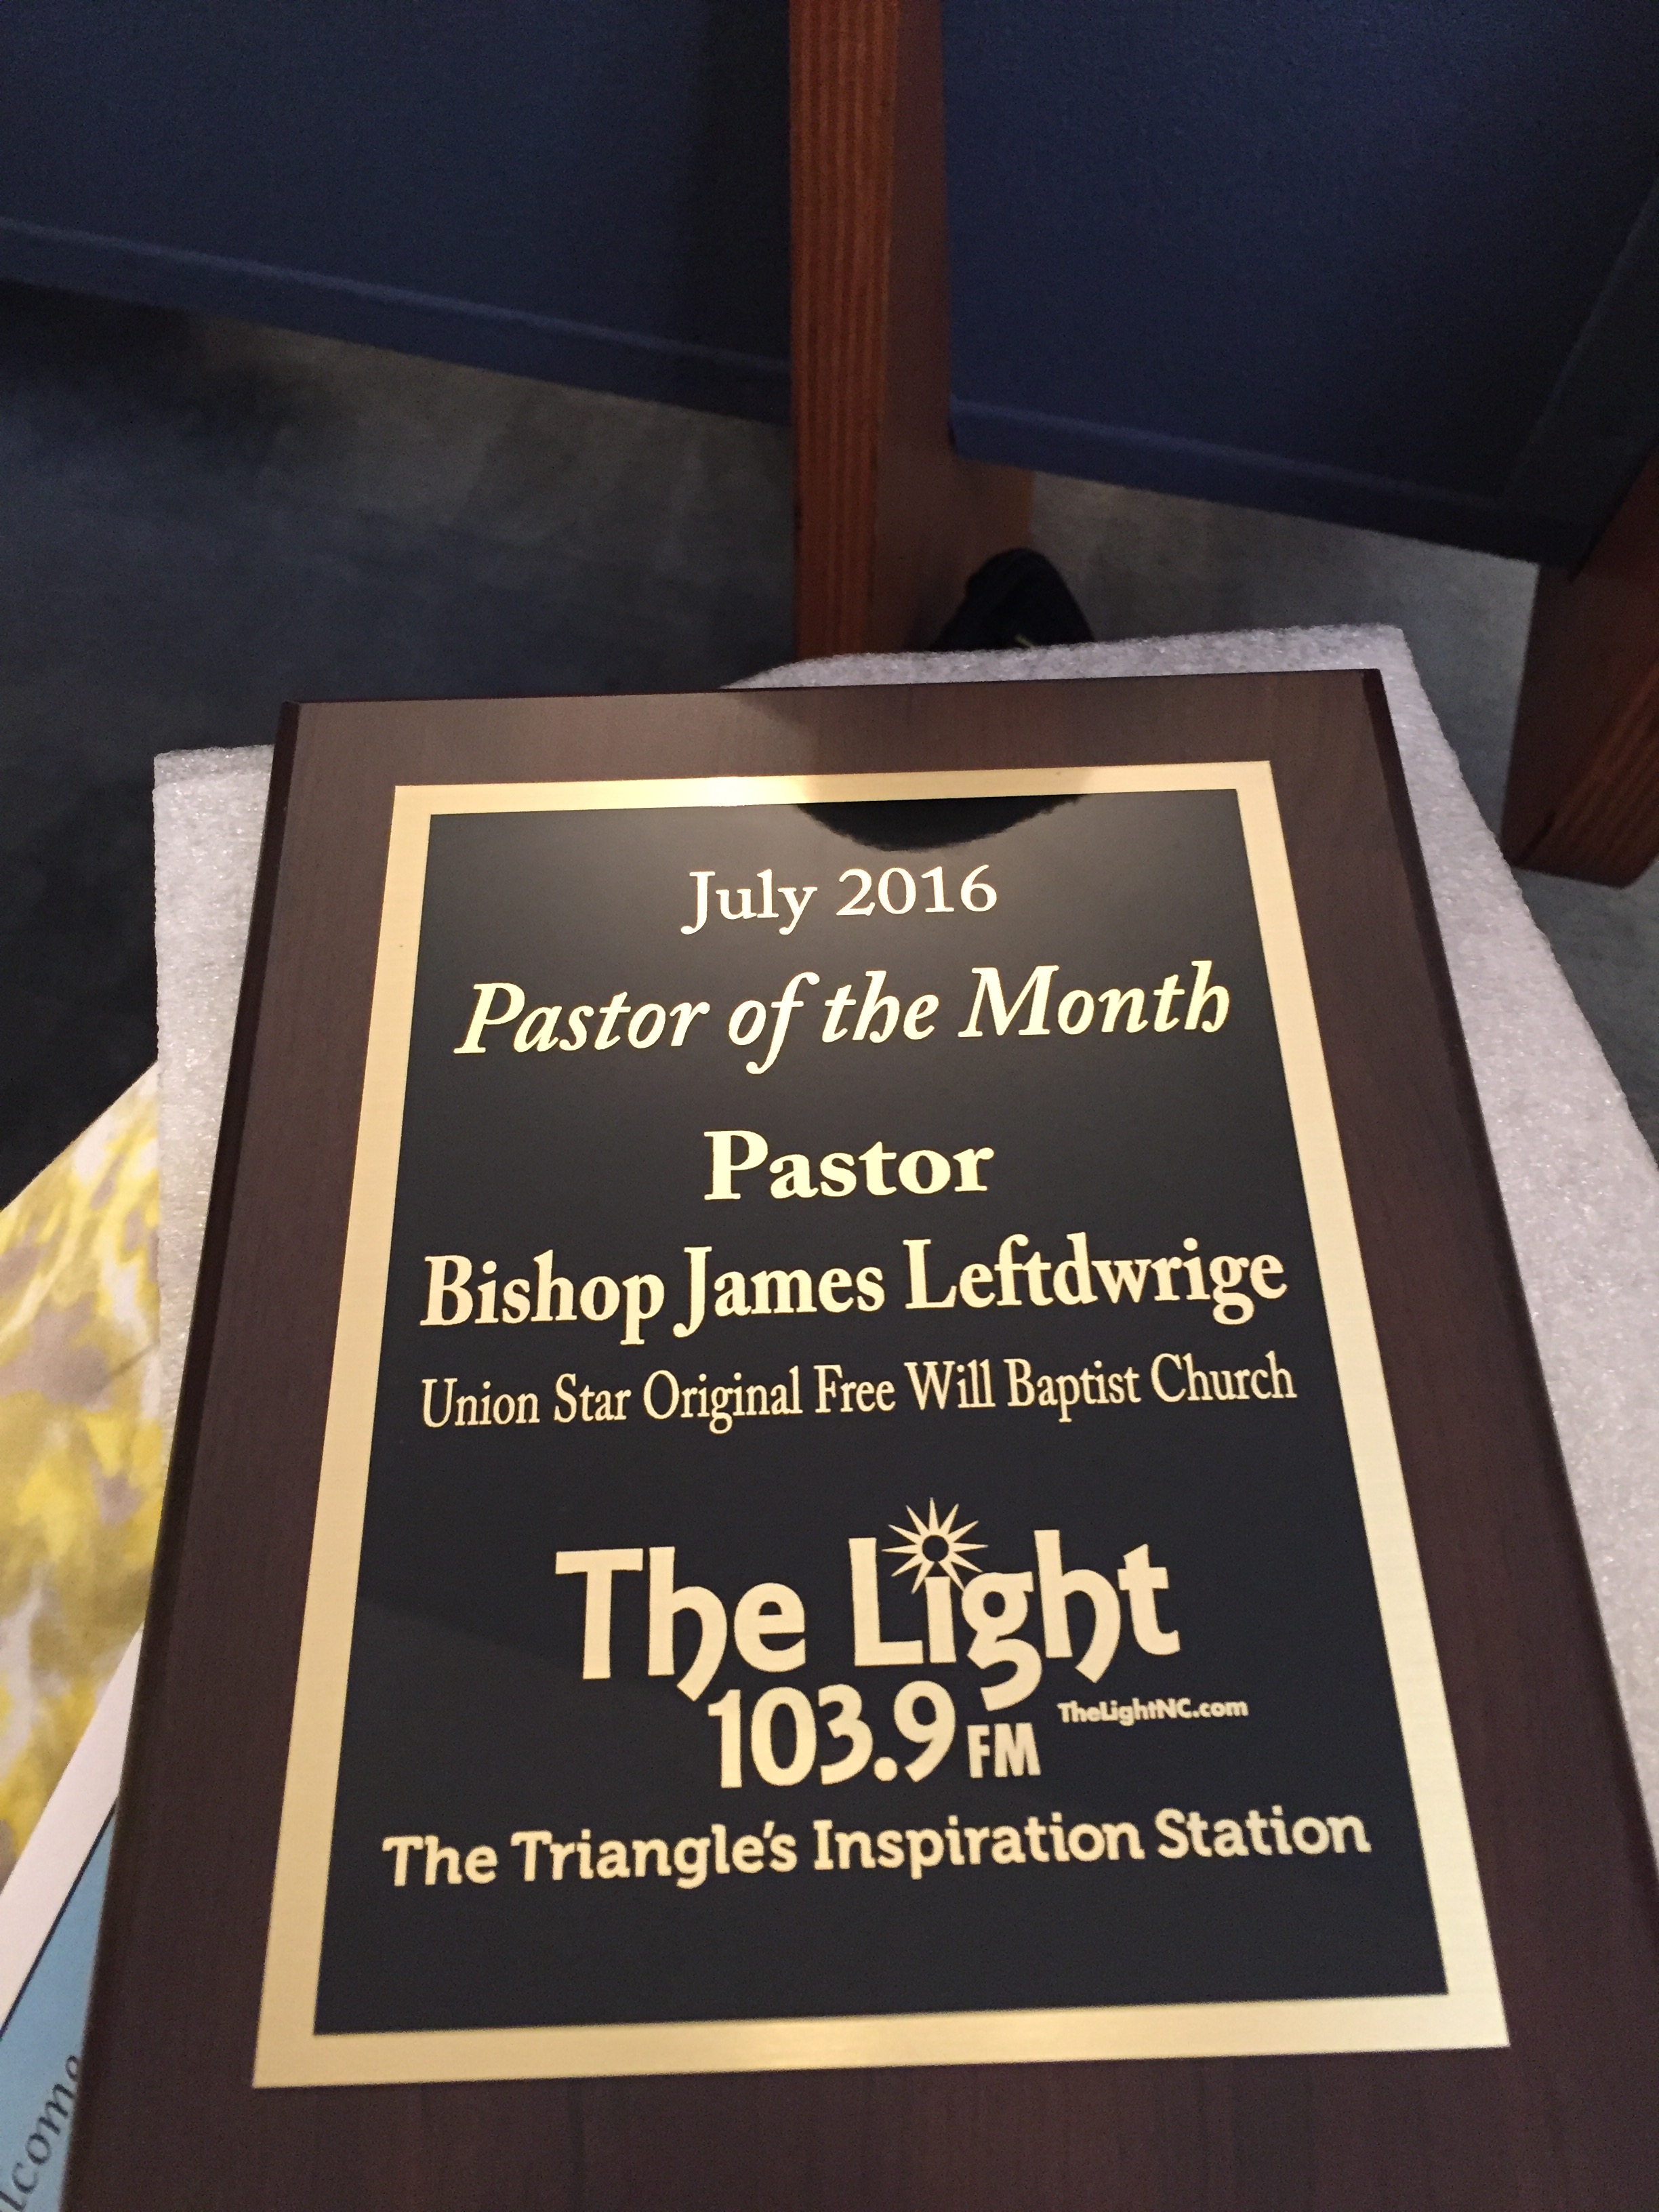 July 2016
Pastor of the Month
Pastor
Bishop James Leftdwrige
Union Star Original Free Will Baptist Church
The Light
103.9 FM TheLightNC.com
The Triangle's Inspiration Station